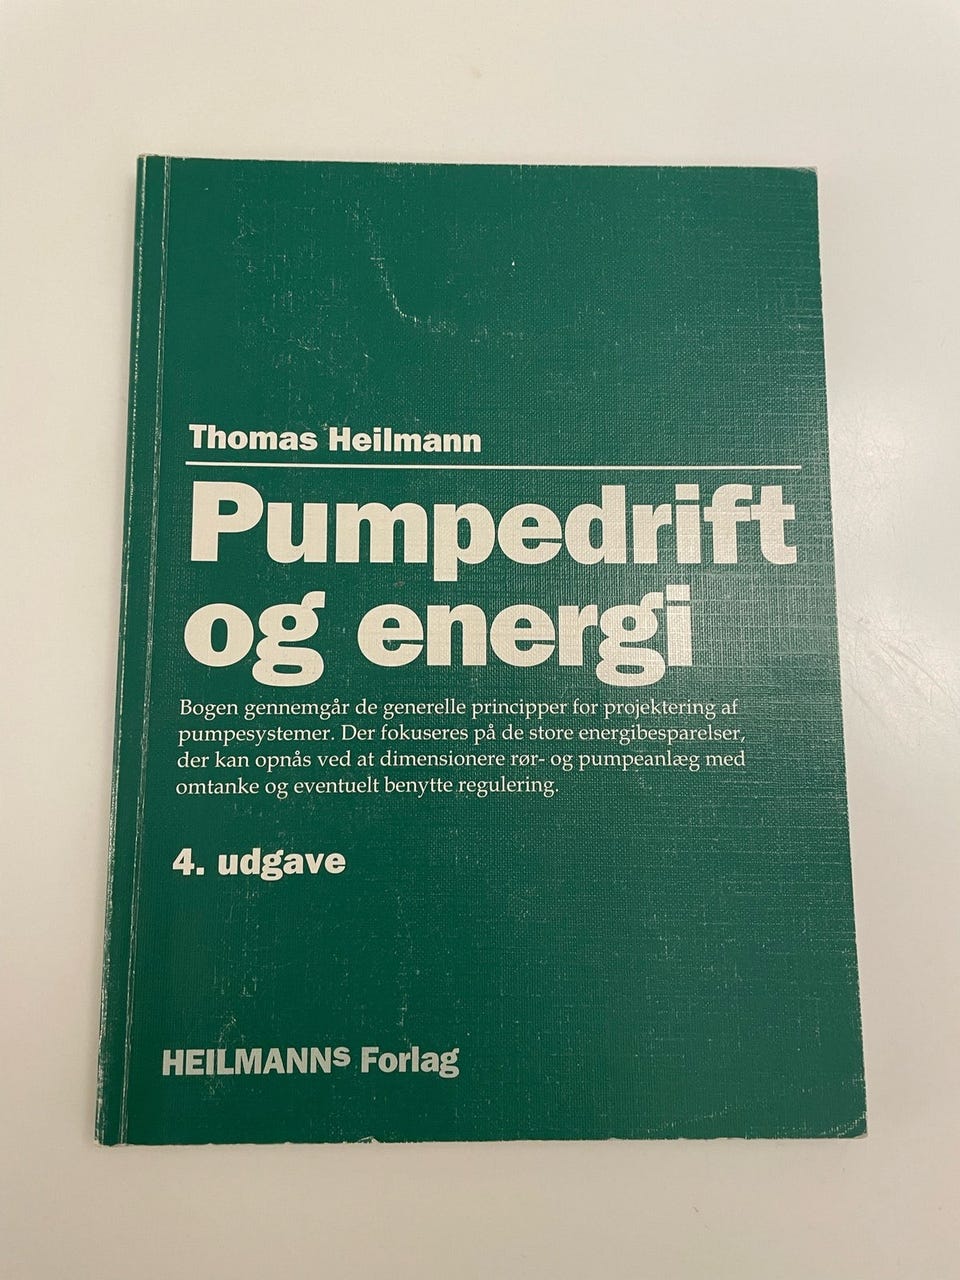 Thomas Heilmann
Pumpedrift
og energi
Bogen gennemgår de generelle principper for projektering af
pumpesystemer. Der fokuseres på de store energibesparelser,
der kan opnås ved at dimensionere rør- og pumpeanlæg med
omtanke og eventuelt benytte regulering.
4. udgave
HEILMANNS Forlag